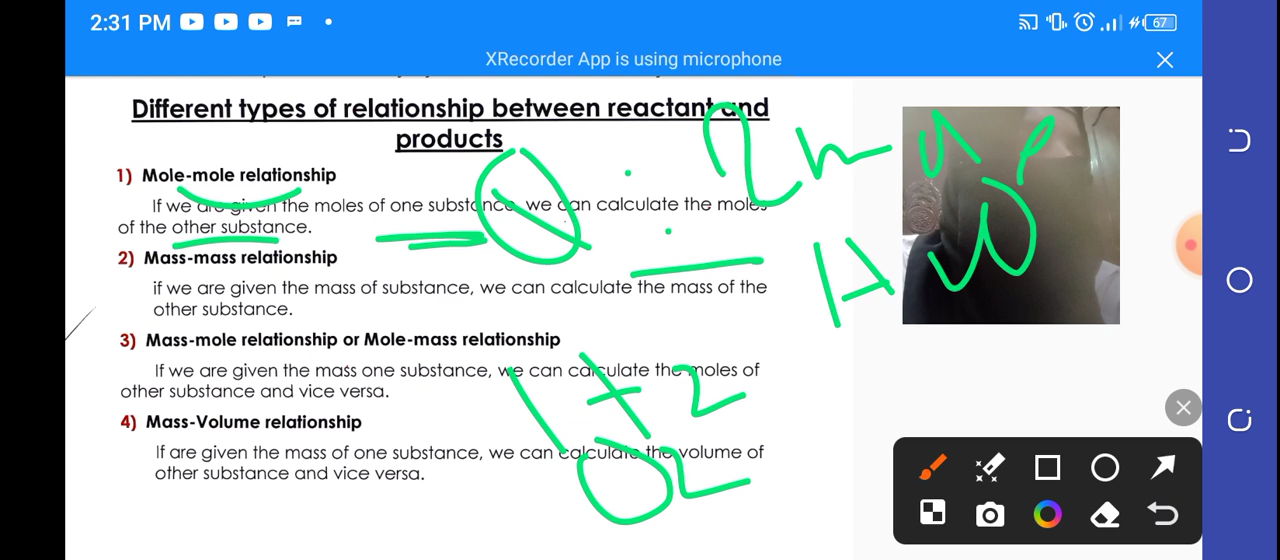 2:31 PM
67
XRecorder App is using microphone
Different types of relationship between reactant and
products
1) Mole-mole relationship
If we are given the moles of one substance, we can calculate the moles
of the other substance.
2) Mass-mass relationship
if we are given the mass of substance, we can calculate the mass of the
other substance.
3) Mass-mole relationship or Mole-mass relationship
If we are given the mass one substance, we can calculate the moles of
other substance and vice versa.
4) Mass-Volume relationship
If are given the mass of one substance, we can calculate the volume of
other substance and vice versa.
H2
O2